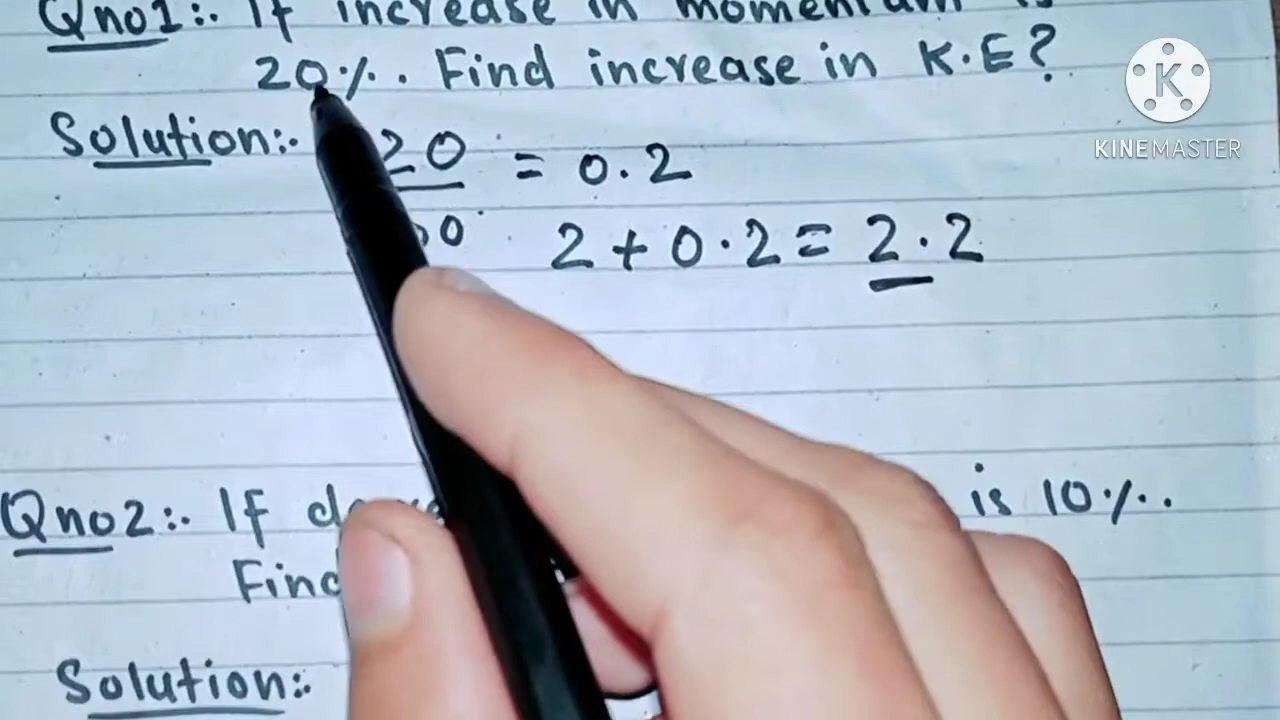 Qno1:. If increase in momentum is
20%. Find increase in K.E?
Solution:. 20 = 0.2
2 + 0.2 = 2.2
Qno2:. If is 10%.
Find
Solution:.
K
KINEMASTER